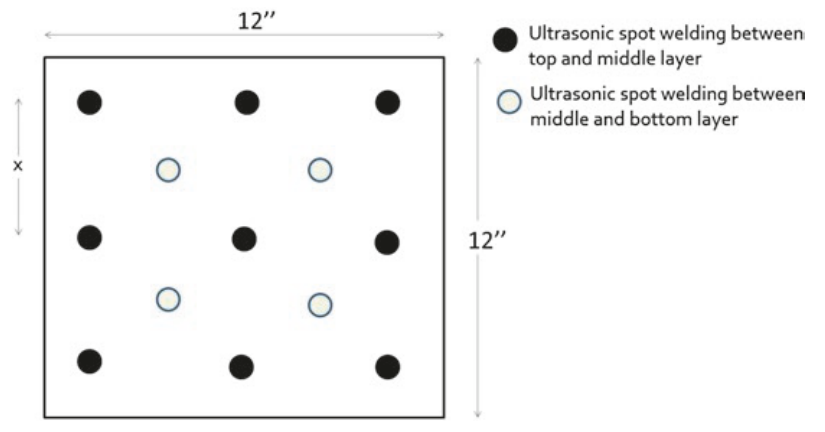 12’’
Ultrasonic spot welding between
top and middle layer
Ultrasonic spot welding between
middle and bottom layer
x
12’’